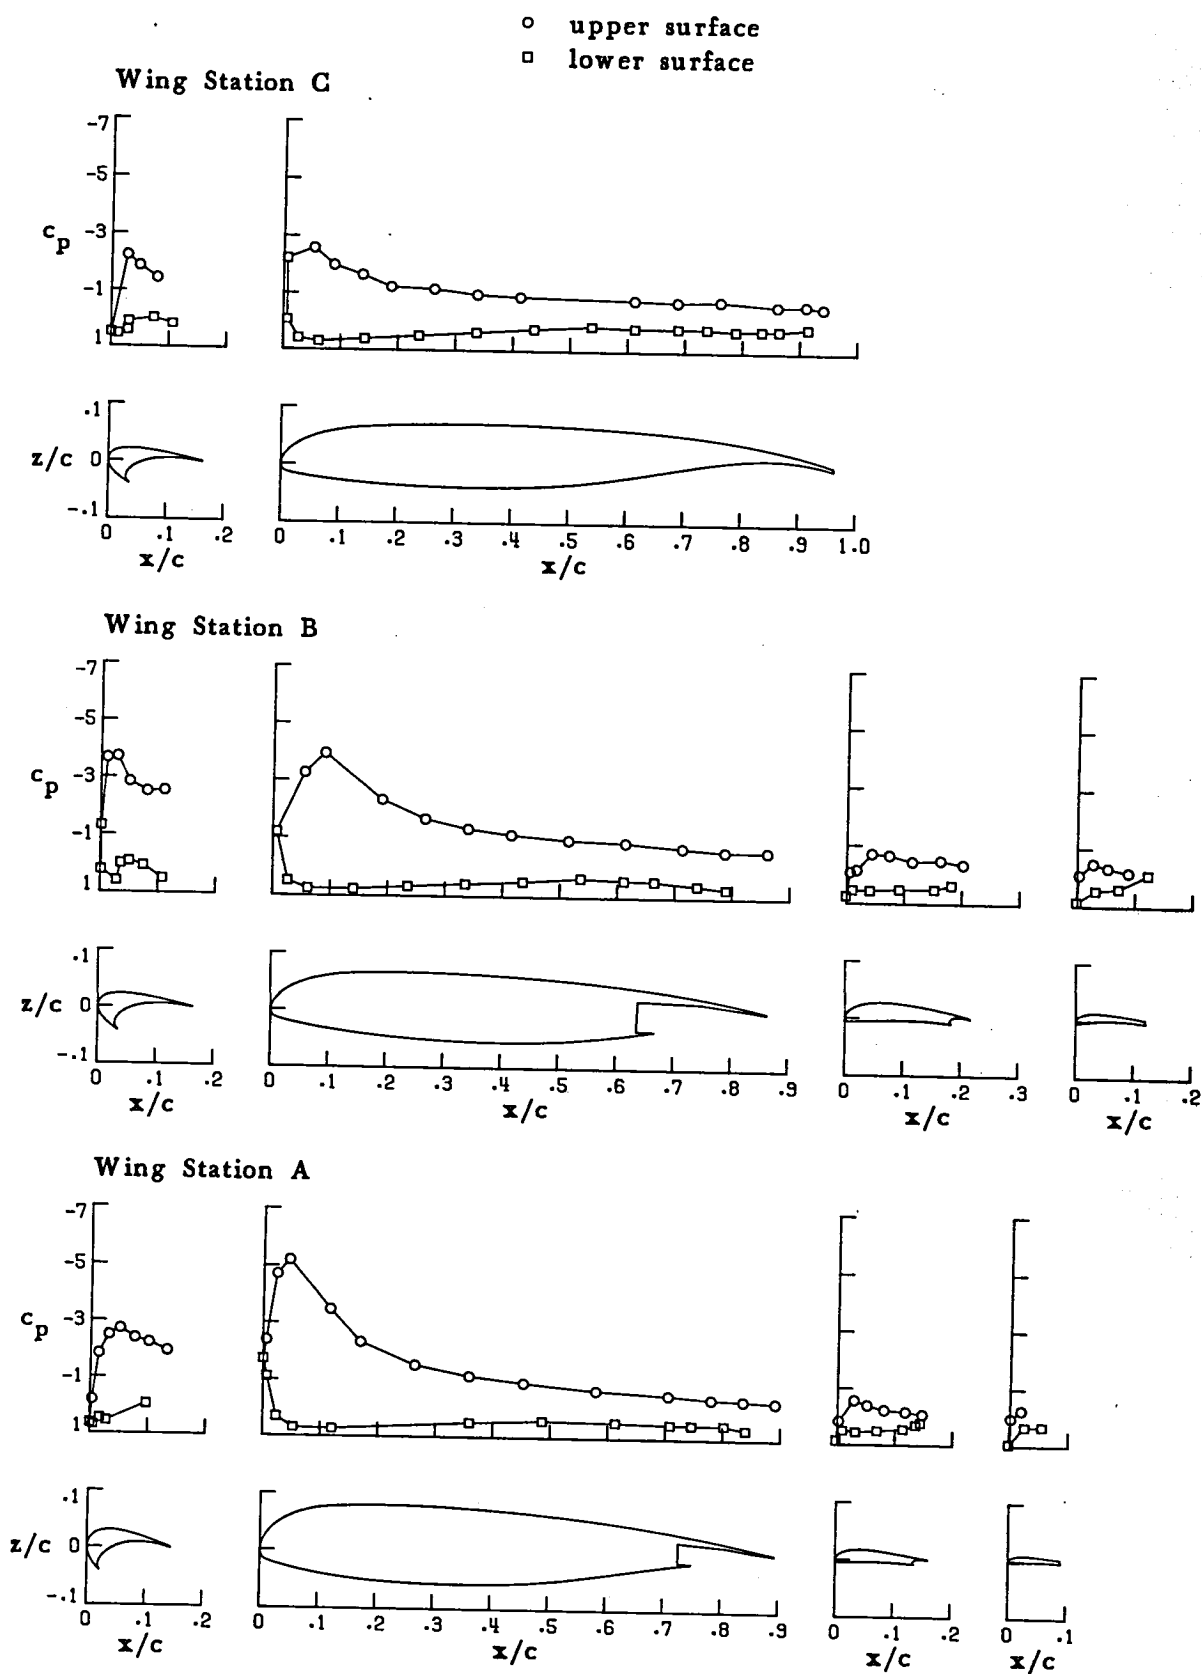 upper surface
lower surface
Wing Station C
-7
-5
c_p -3
-1
1
.1
z/c 0
-.1
0 .1 .2
x/c
0 .1 .2 .3 .4 .5 .6 .7 .8 .9 1.0
x/c
Wing Station B
-7
-5
c_p -3
-1
1
.1
z/c 0
-.1
0 .1 .2
x/c
0 .1 .2 .3 .4 .5 .6 .7 .8 .9
x/c
0 .1 .2 .3
x/c
0 .1 .2
x/c
Wing Station A
-7
-5
c_p -3
-1
1
.1
z/c 0
-.1
0 .1 .2
x/c
0 .1 .2 .3 .4 .5 .6 .7 .8 .9
x/c
0 .1 .2
x/c
0 .1
x/c